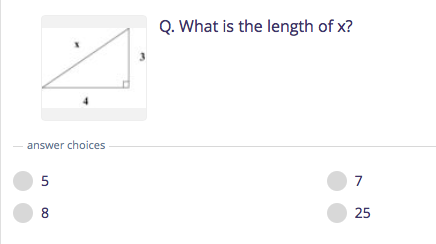 Q. What is the length of x?
x
3
4
answer choices
5
7
8
25